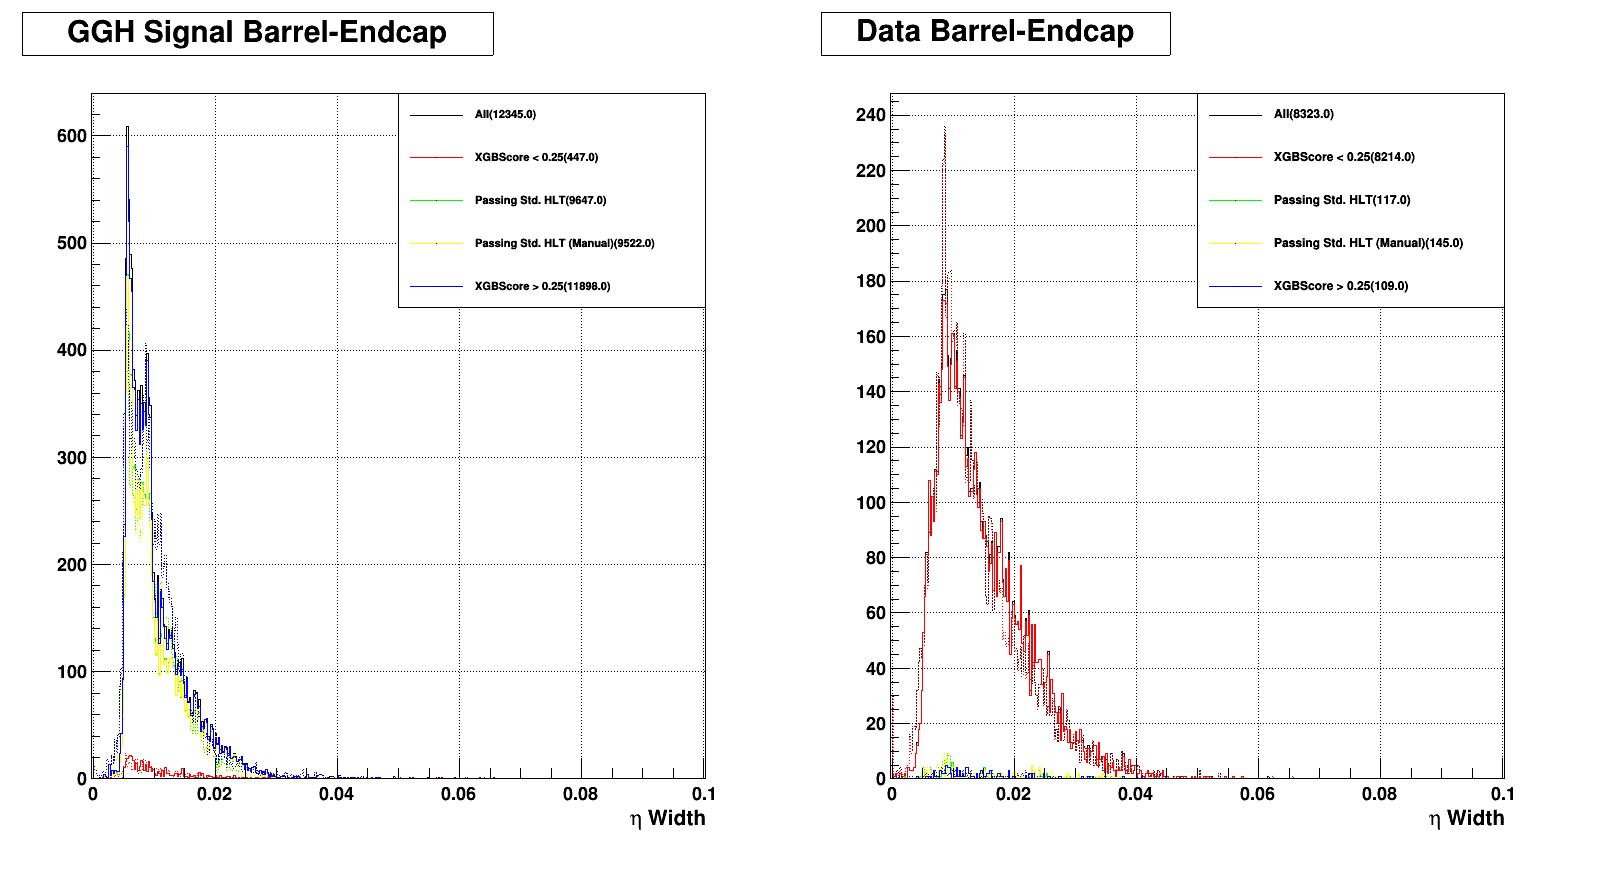 GGH Signal Barrel-Endcap
All(12345.0)
XGBScore < 0.25(447.0)
Passing Std. HLT(9647.0)
Passing Std. HLT (Manual)(9522.0)
XGBScore > 0.25(11898.0)
600
500
400
300
200
100
0
0 0.02 0.04 0.06 0.08 0.1
η Width
Data Barrel-Endcap
All(8323.0)
XGBScore < 0.25(8214.0)
Passing Std. HLT(117.0)
Passing Std. HLT (Manual)(145.0)
XGBScore > 0.25(109.0)
240
220
200
180
160
140
120
100
80
60
40
20
0
0 0.02 0.04 0.06 0.08 0.1
η Width